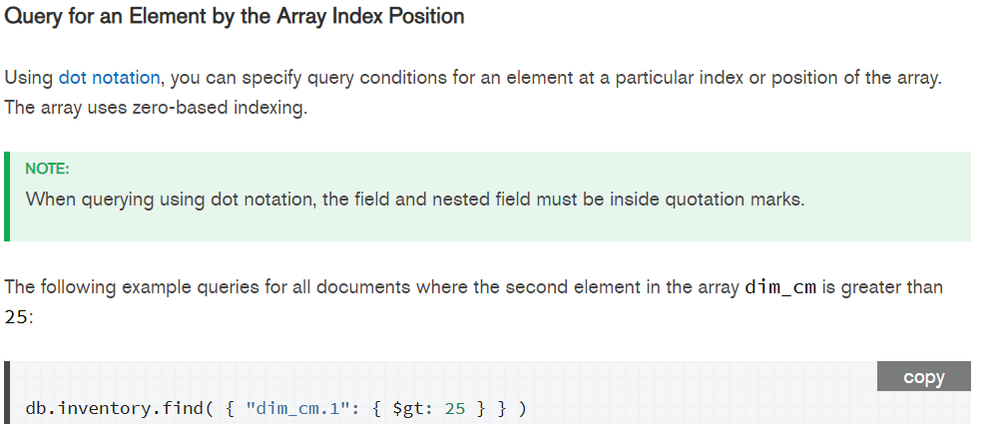 Query for an Element by the Array Index Position
Using dot notation, you can specify query conditions for an element at a particular index or position of the array.
The array uses zero-based indexing.
NOTE:
When querying using dot notation, the field and nested field must be inside quotation marks.
The following example queries for all documents where the second element in the array dim_cm is greater than
25:
copy
db.inventory.find( { "dim_cm.1": { $gt: 25 } } )